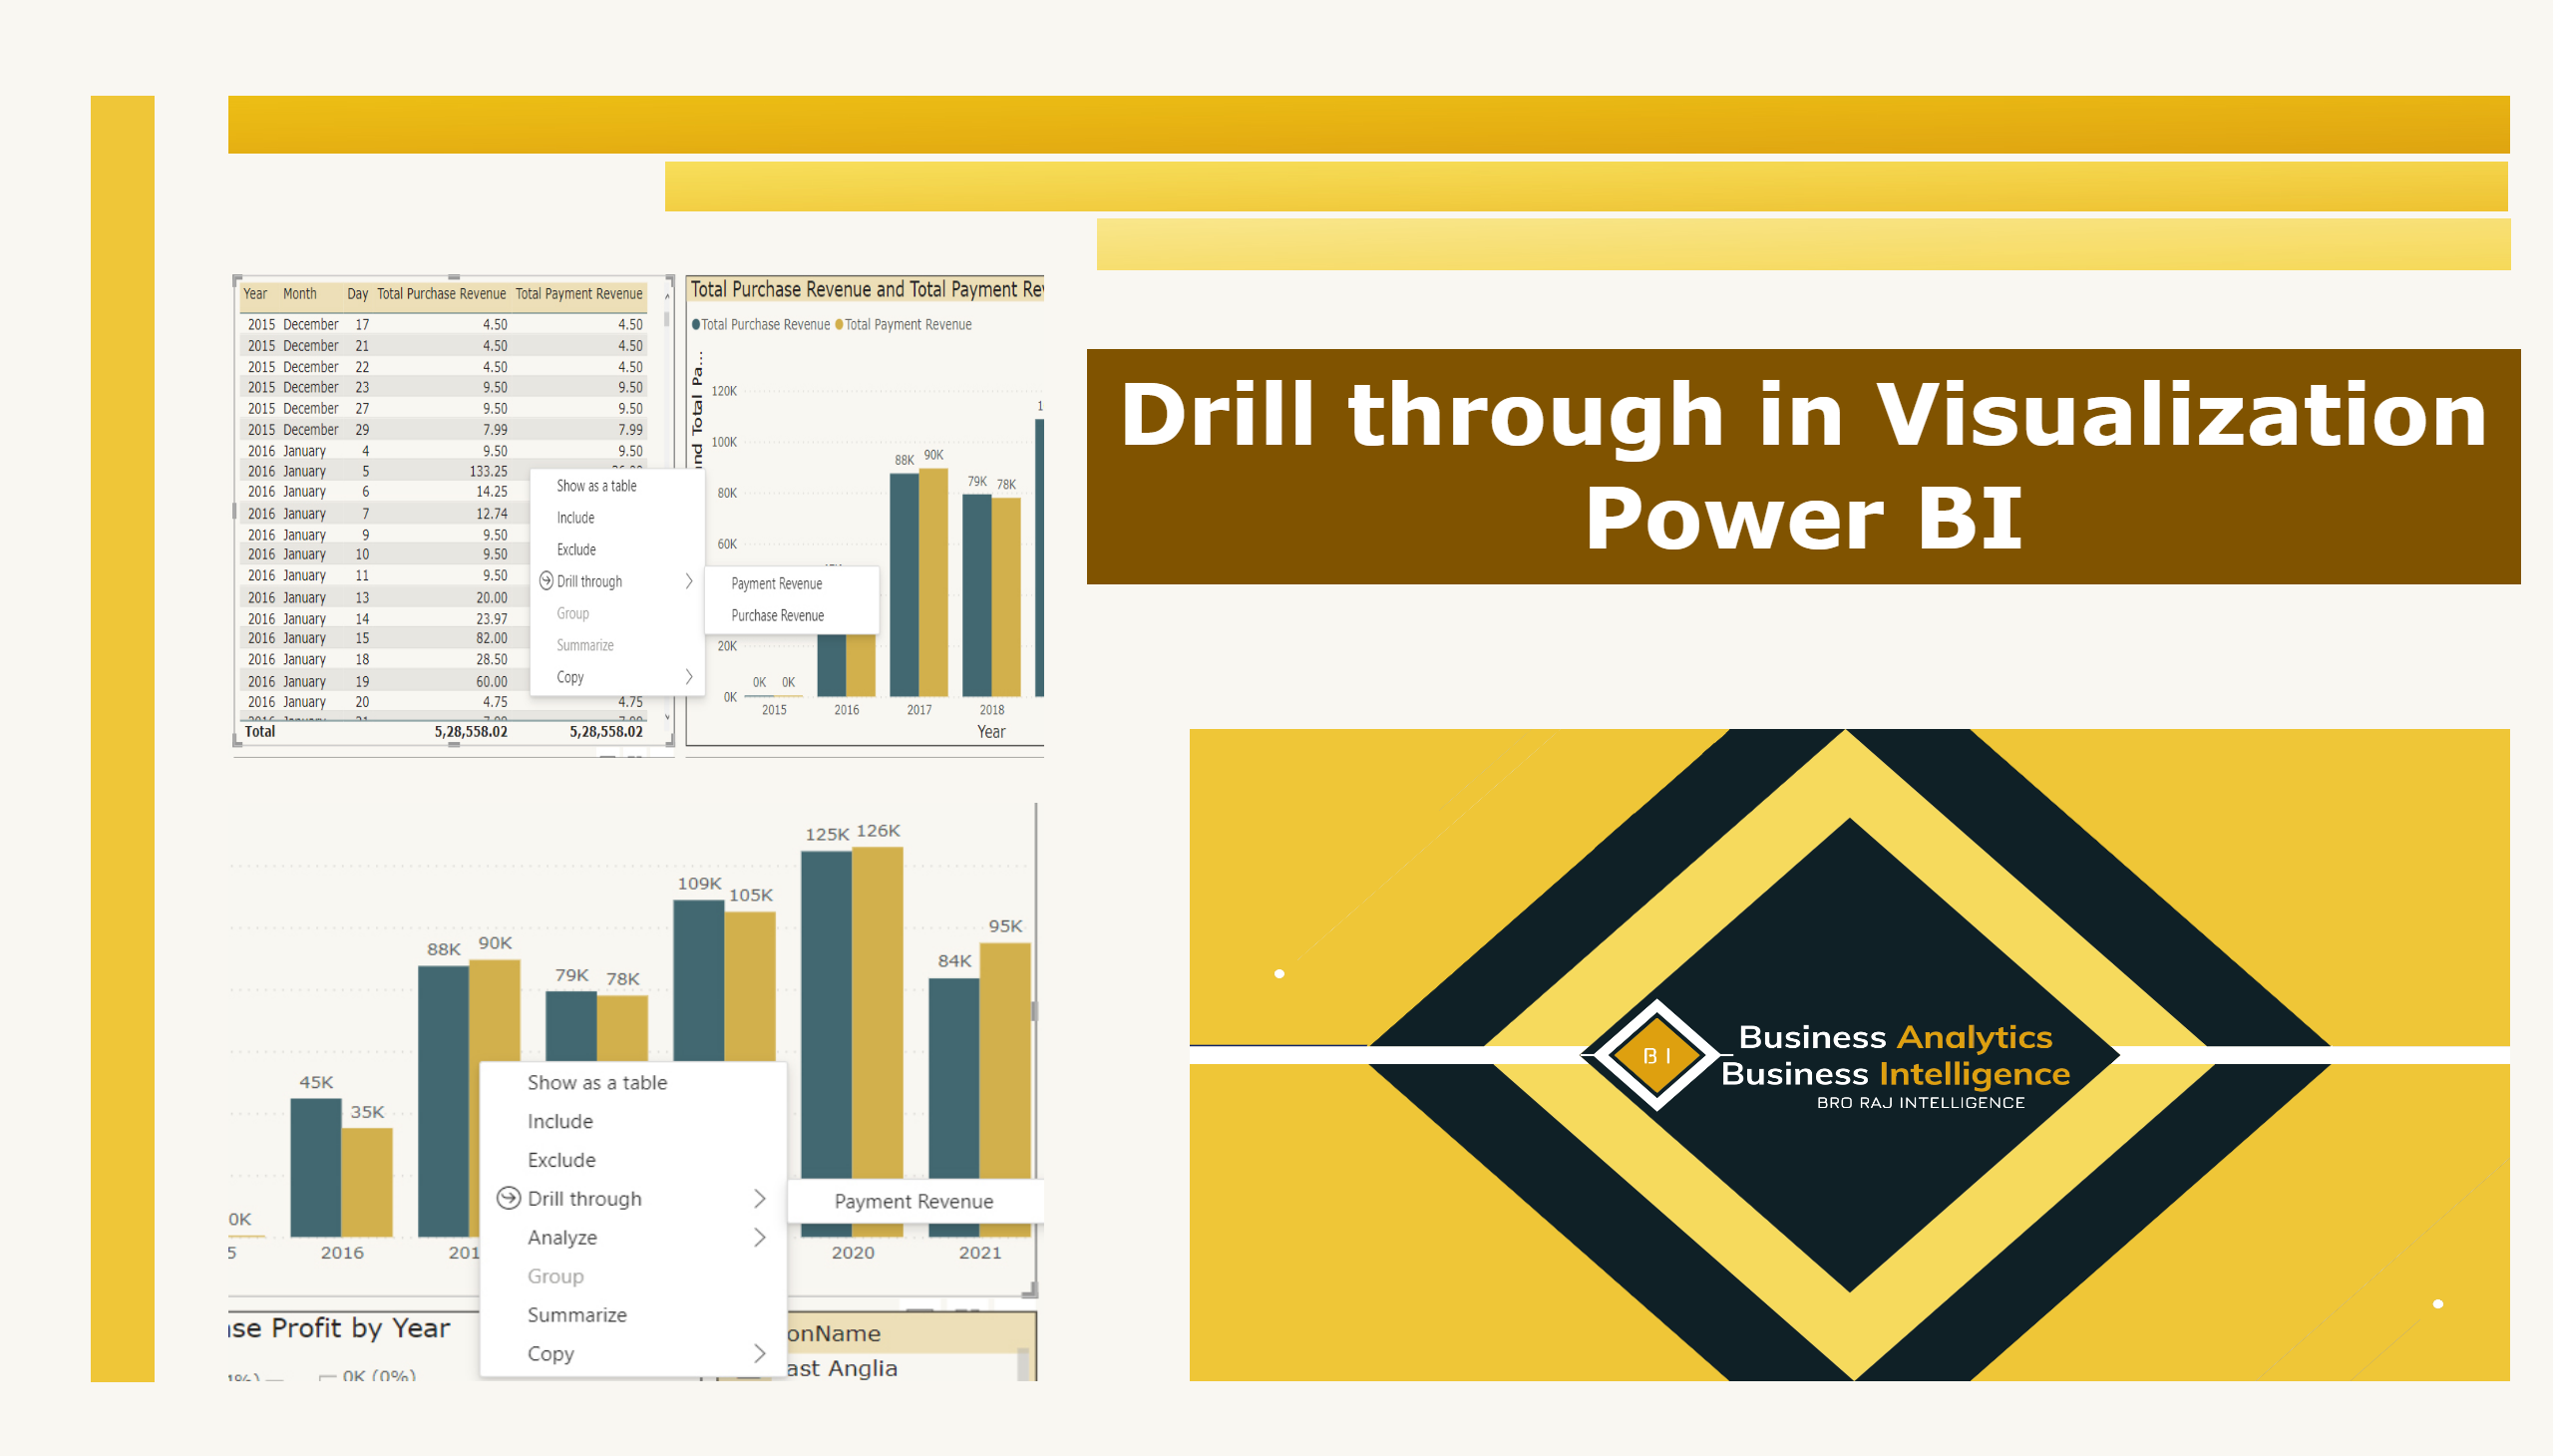 Drill through in Visualization
Power BI
Year Month Day Total Purchase Revenue Total Payment Revenue
2015 December 17 4.50 4.50
2015 December 21 4.50 4.50
2015 December 22 4.50 4.50
2015 December 23 9.50 9.50
2015 December 27 9.50 9.50
2015 December 29 7.99 7.99
2016 January 4 9.50 9.50
2016 January 5 133.25
2016 January 6 14.25
2016 January 7 12.74
2016 January 9 9.50
2016 January 10 9.50
2016 January 11 9.50
2016 January 13 20.00
2016 January 14 23.97
2016 January 15 82.00
2016 January 18 28.50
2016 January 19 60.00
2016 January 20 4.75 4.75
Total 5,28,558.02 5,28,558.02
Show as a table
Include
Exclude
Drill through
Group
Summarize
Copy
Payment Revenue
Purchase Revenue
Total Purchase Revenue and Total Payment Re
Total Purchase Revenue Total Payment Revenue
nd Total Pa...
120K
100K
80K
60K
20K
0K
0K 0K
88K 90K
79K 78K
1
2015 2016 2017 2018
Year
125K 126K
109K 105K
95K
88K 90K
84K
79K 78K
45K
35K
0K
5 2016 201 2020 2021
Show as a table
Include
Exclude
Drill through
Analyze
Group
Summarize
Copy
Payment Revenue
se Profit by Year
0K (0%)
onName
ast Anglia
B I
Business Analytics
Business Intelligence
BRO RAJ INTELLIGENCE